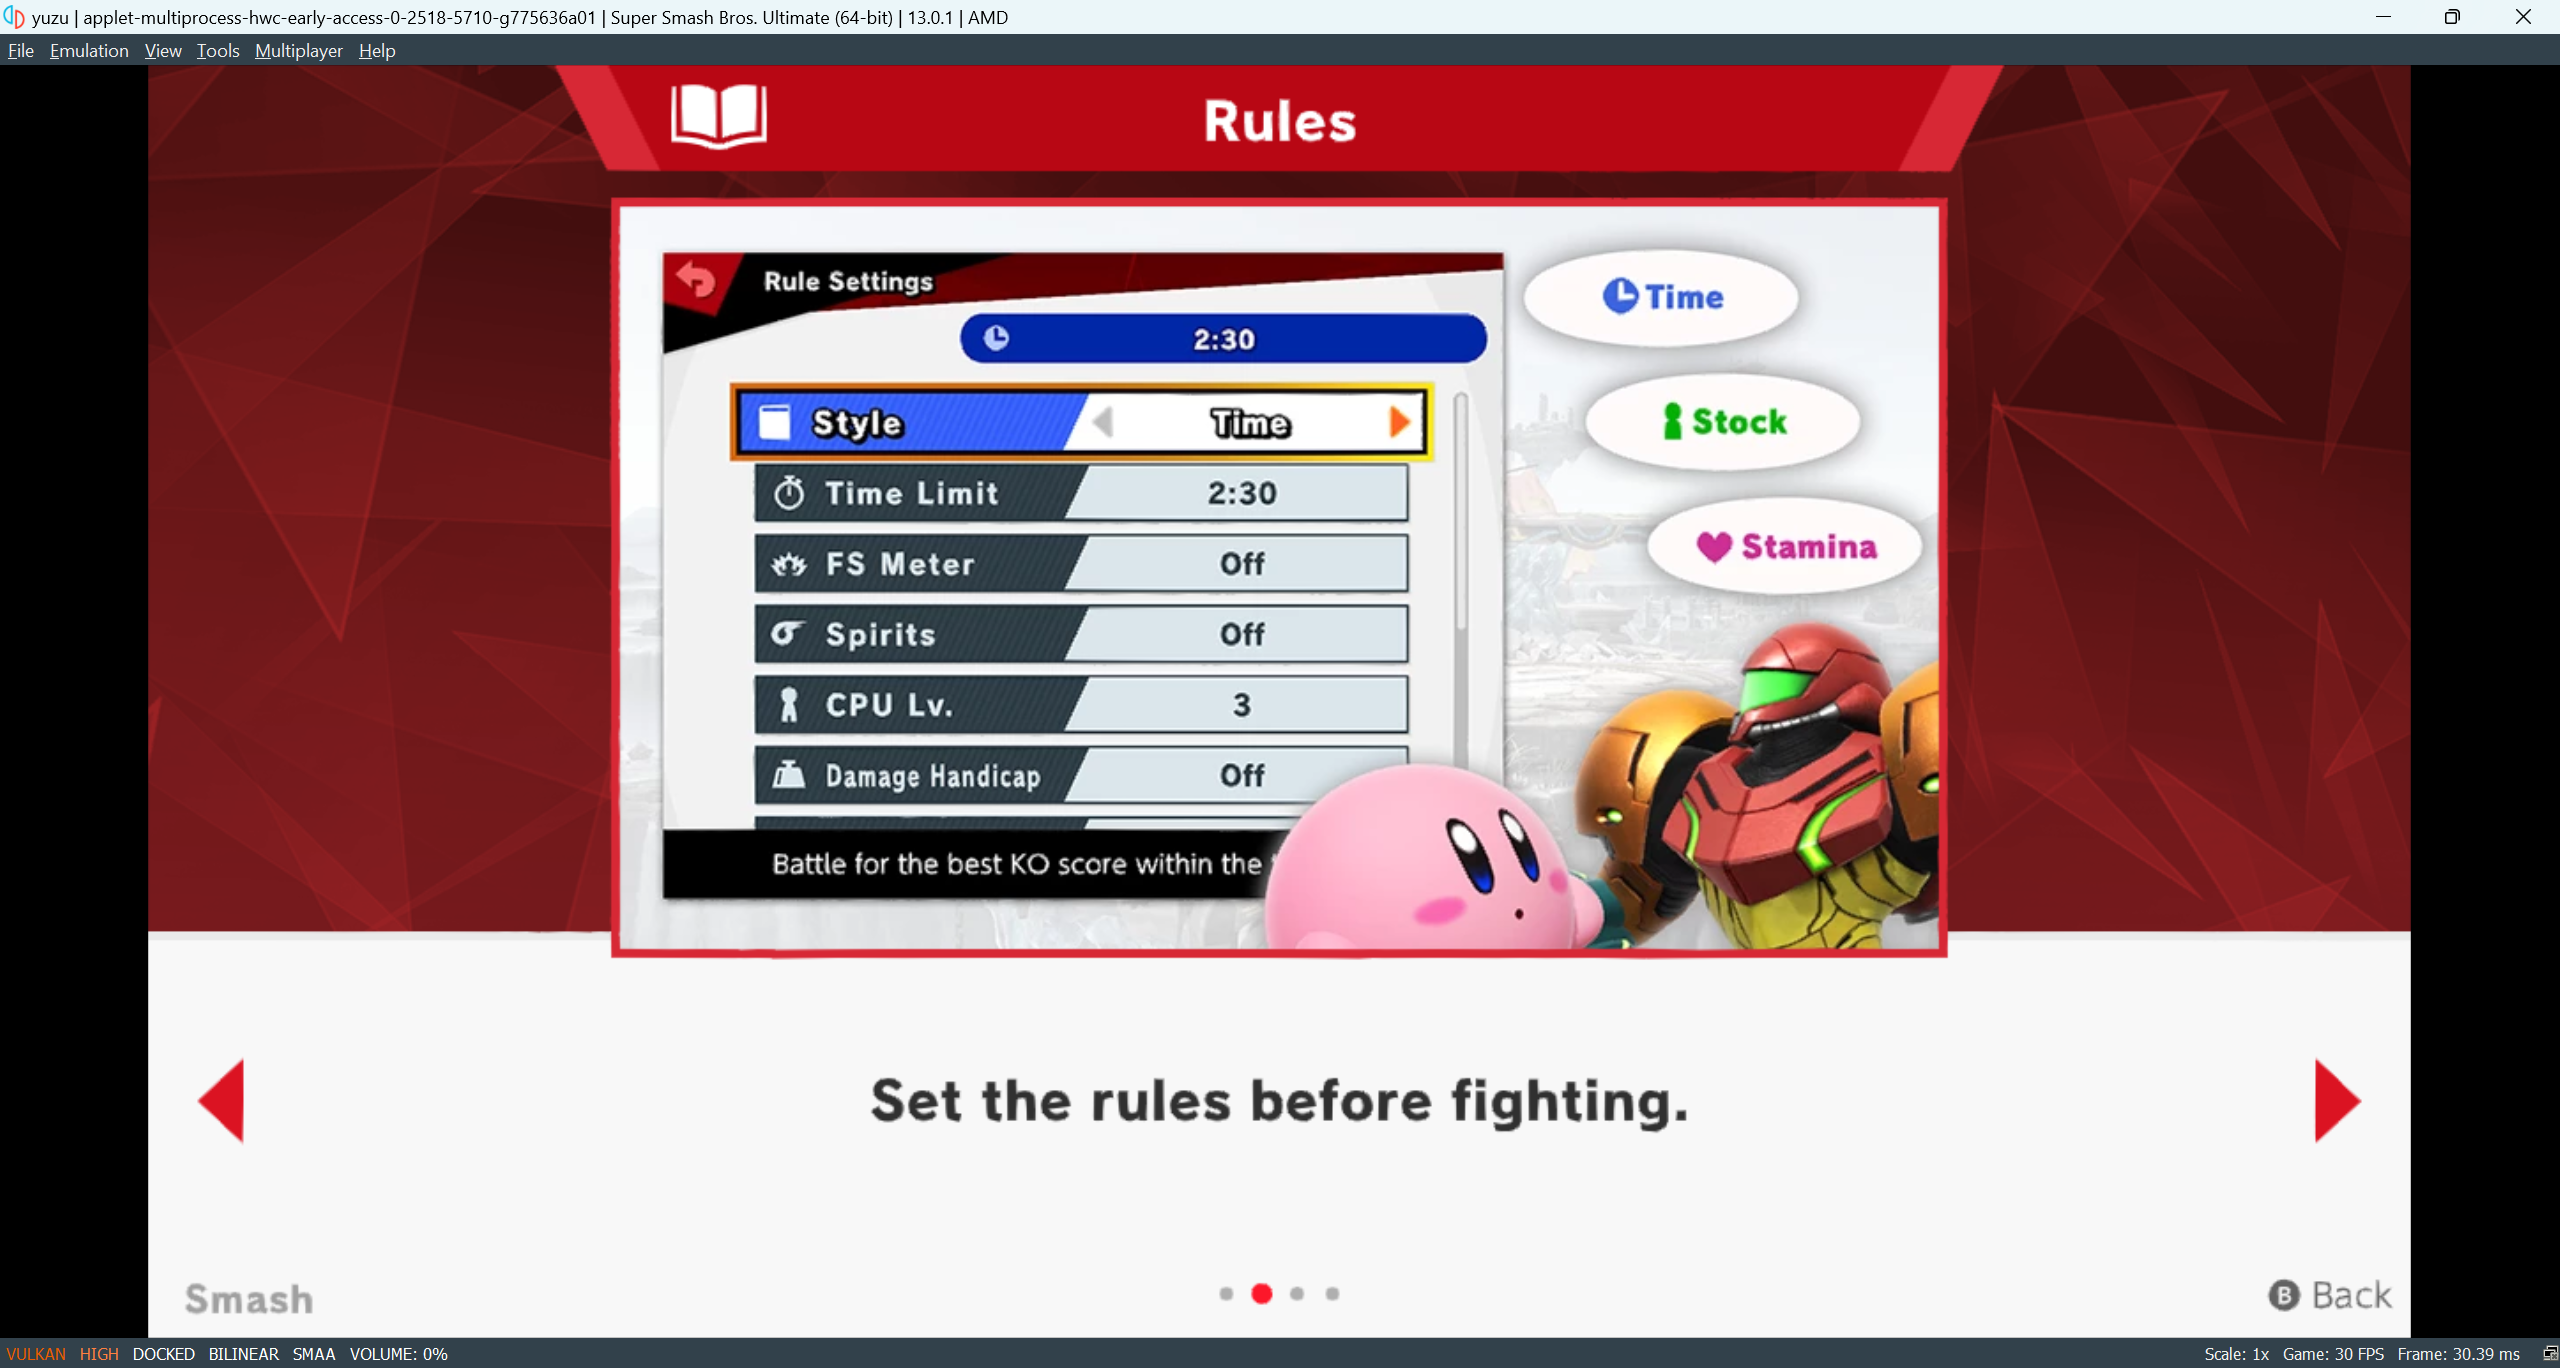 yuzu | applet-multiprocess-hwc-early-access-0-2518-5710-g775636a01 | Super Smash Bros. Ultimate (64-bit) | 13.0.1 | AMD
File Emulation View Tools Multiplayer Help
Rules
Rule Settings
2:30
Style Time
Time Limit 2:30
FS Meter Off
Spirits Off
CPU Lv. 3
Damage Handicap Off
Battle for the best KO score within the
Time
Stock
Stamina
Set the rules before fighting.
Smash
B Back
VULKAN HIGH DOCKED BILINEAR SMAA VOLUME: 0%
Scale: 1x Game: 30 FPS Frame: 30.39 ms